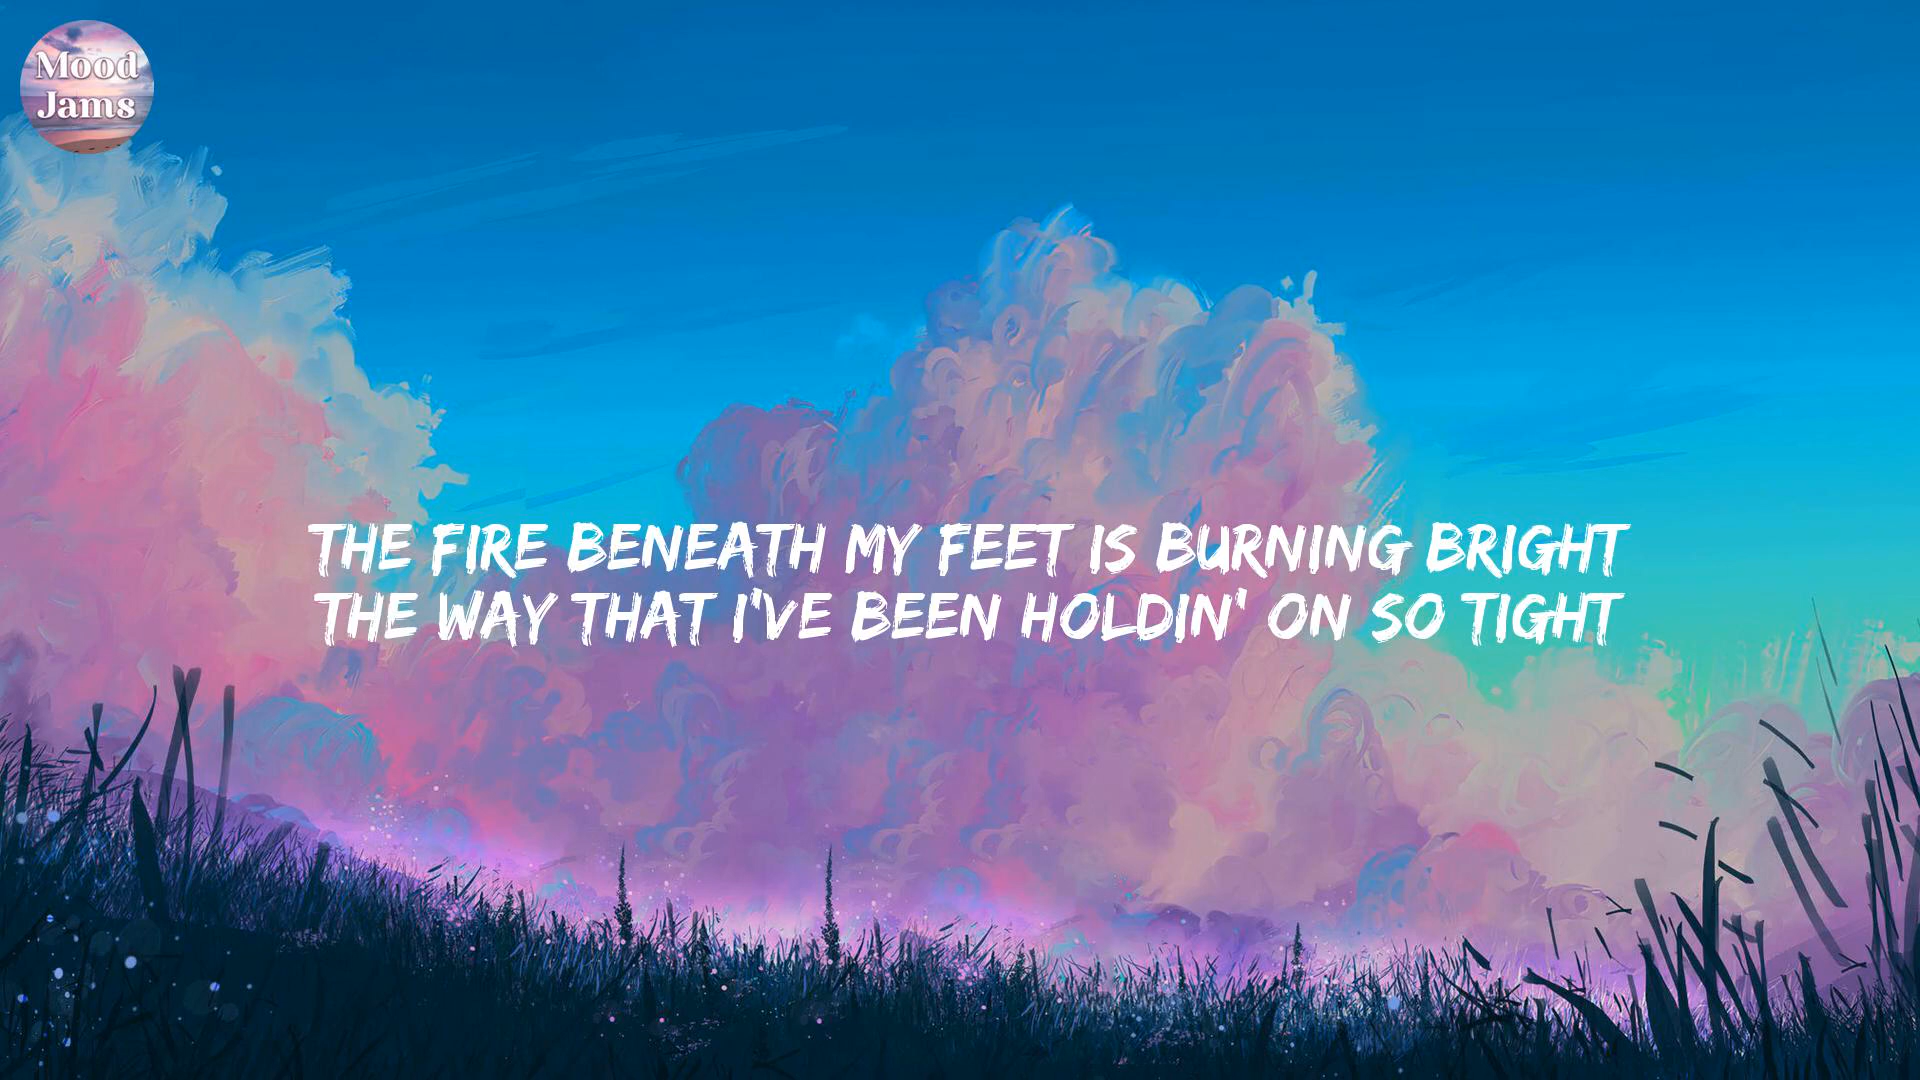 Mood
Jams
THE FIRE BENEATH MY FEET IS BURNING BRIGHT
THE WAY THAT I'VE BEEN HOLDIN' ON SO TIGHT